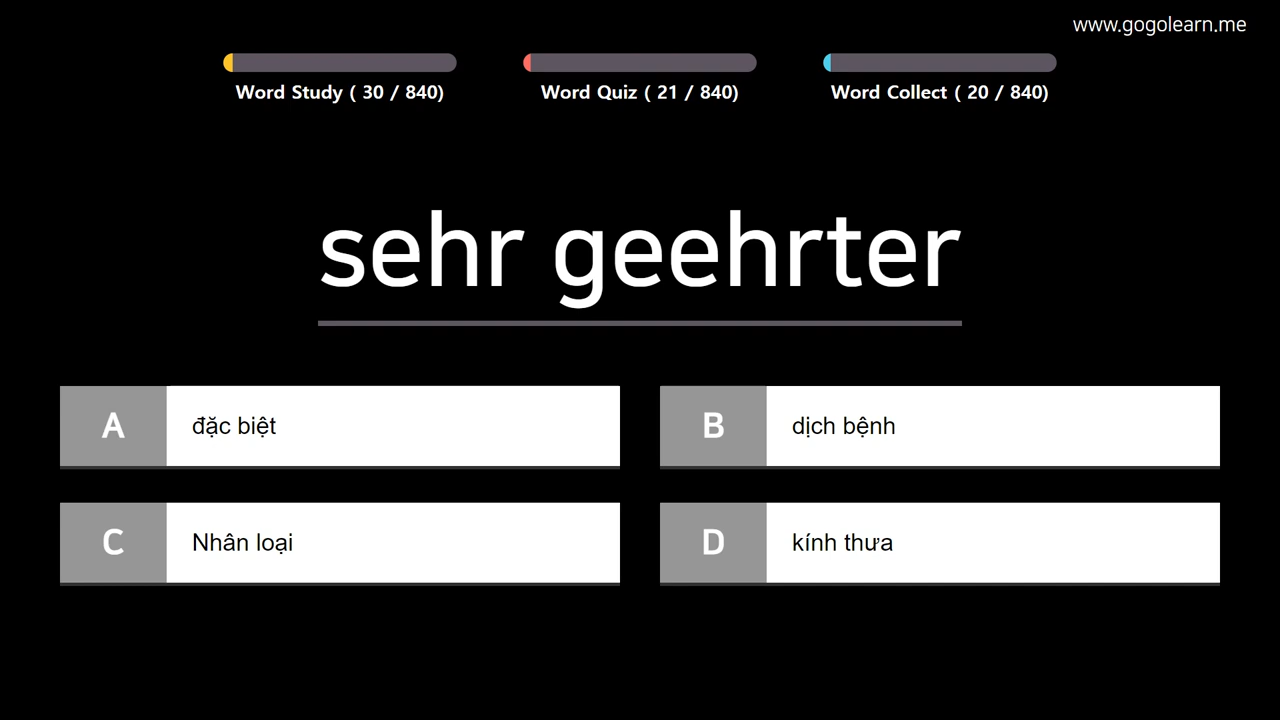 www.gogolearn.me
Word Study ( 30 / 840)
Word Quiz ( 21 / 840)
Word Collect ( 20 / 840)
sehr geehrter
A
đặc biệt
B
dịch bệnh
C
Nhân loại
D
kính thưa